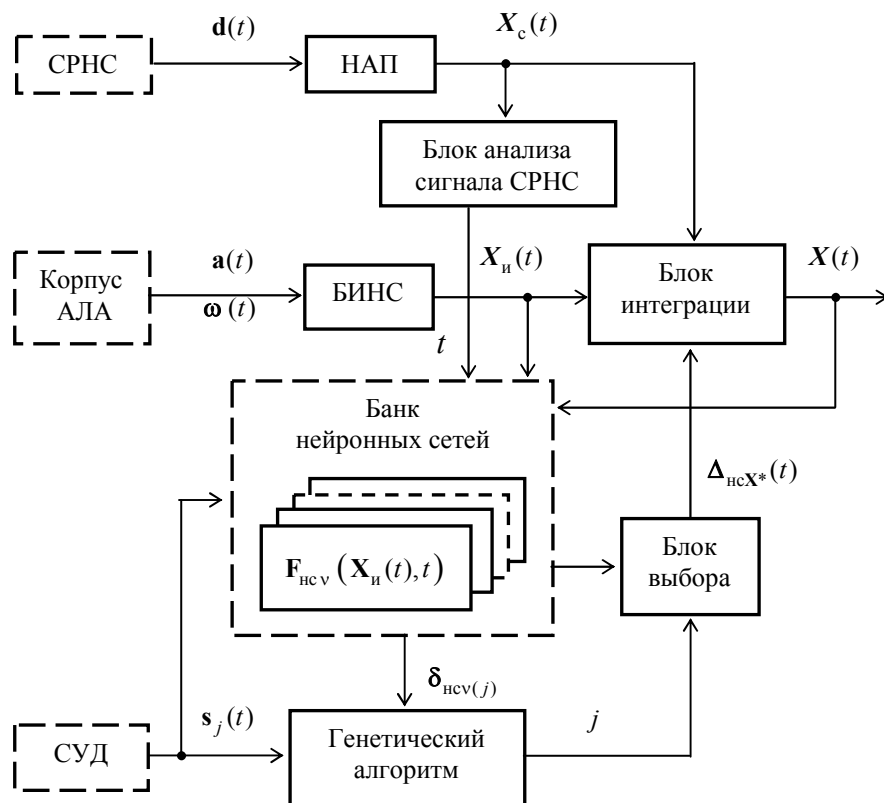 d(t)
X_c(t)
СРНС
НАП
Блок анализа
сигнала СРНС
a(t)
X_и(t)
X(t)
Корпус
АЛА
ω(t)
БИНС
Блок
интеграции
t
Банк
нейронных сетей
Δ_нсX*(t)
F_нсν(X_и(t),t)
Блок
выбора
δ_нсν(j)
s_j(t)
j
СУД
Генетический
алгоритм